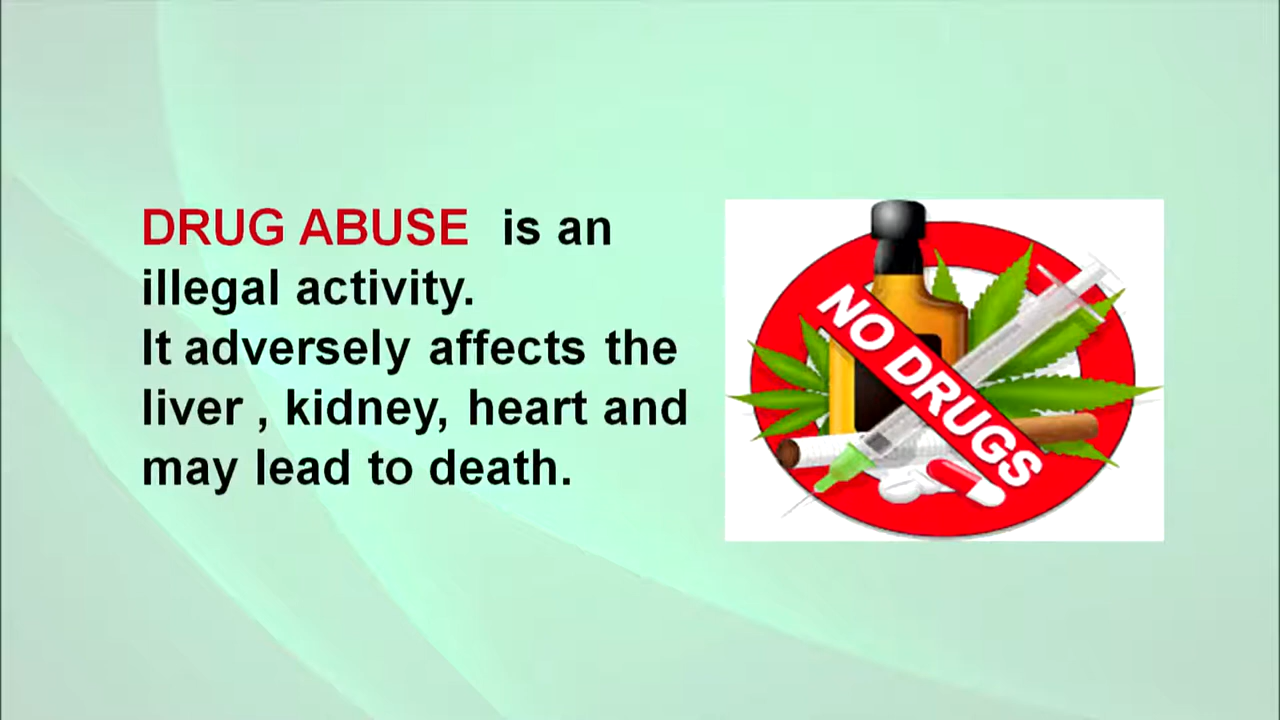 DRUG ABUSE is an
illegal activity.
It adversely affects the
liver , kidney, heart and
may lead to death.
NO DRUGS